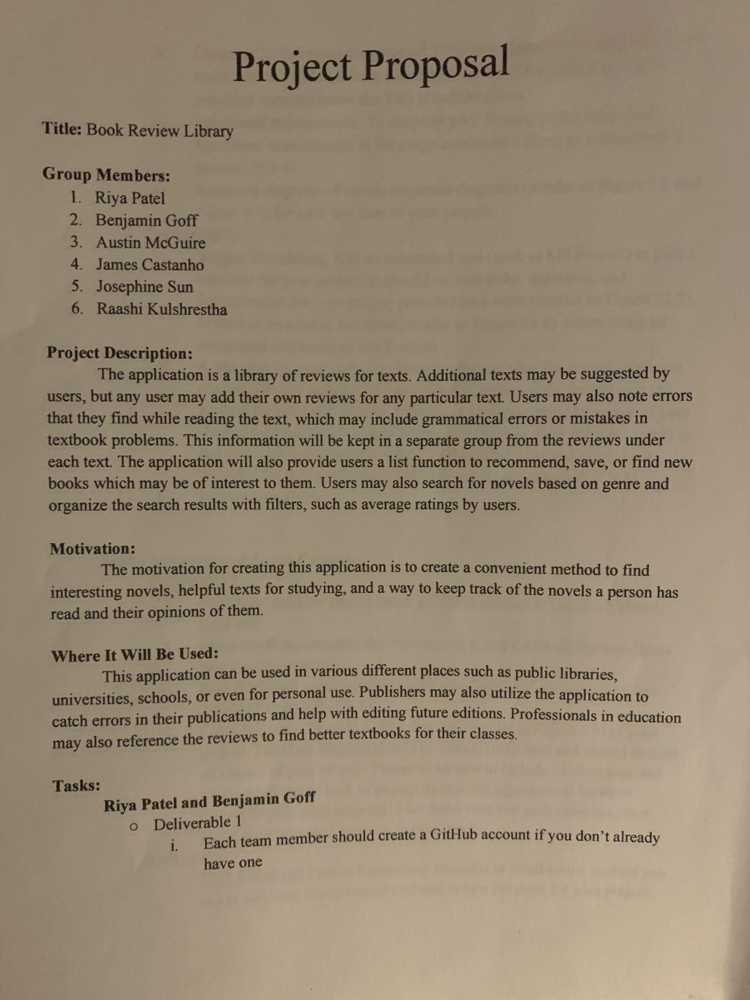 Project Proposal
Title: Book Review Library
Group Members:
1. Riya Patel
2. Benjamin Goff
3. Austin McGuire
4. James Castanho
5. Josephine Sun
6. Raashi Kulshrestha
Project Description:
The application is a library of reviews for texts. Additional texts may be suggested by
users, but any user may add their own reviews for any particular text. Users may also note errors
that they find while reading the text, which may include grammatical errors or mistakes in
textbook problems. This information will be kept in a separate group from the reviews under
each text. The application will also provide users a list function to recommend, save, or find new
books which may be of interest to them. Users may also search for novels based on genre and
organize the search results with filters, such as average ratings by users.
Motivation:
The motivation for creating this application is to create a convenient method to find
interesting novels, helpful texts for studying, and a way to keep track of the novels a person has
read and their opinions of them.
Where It Will Be Used:
This application can be used in various different places such as public libraries,
universities, schools, or even for personal use. Publishers may also utilize the application to
catch errors in their publications and help with editing future editions. Professionals in education
may also reference the reviews to find better textbooks for their classes.
Tasks:
Riya Patel and Benjamin Goff
o Deliverable 1
i. Each team member should create a GitHub account if you don't already
have one